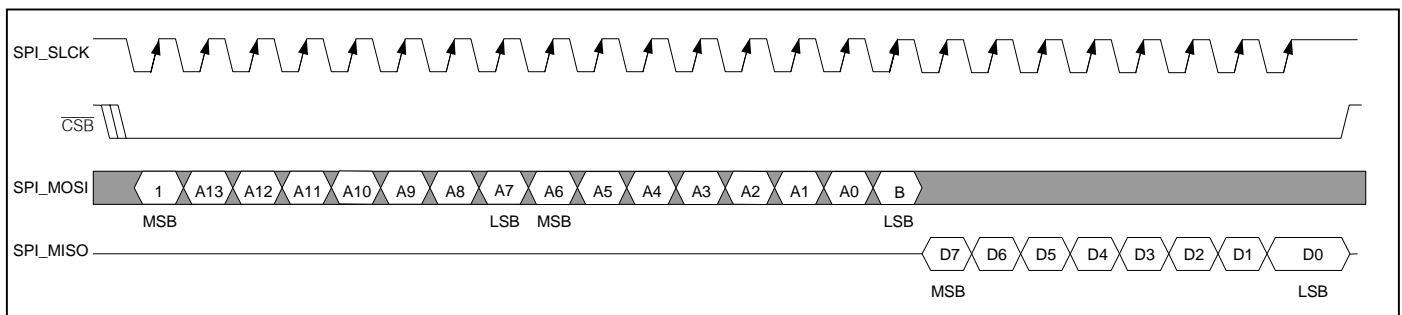 SPI_SLCK
CSB
SPI_MOSI 1 A13 A12 A11 A10 A9 A8 A7 A6 A5 A4 A3 A2 A1 A0 B
MSB LSB MSB LSB
SPI_MISO D7 D6 D5 D4 D3 D2 D1 D0
MSB LSB